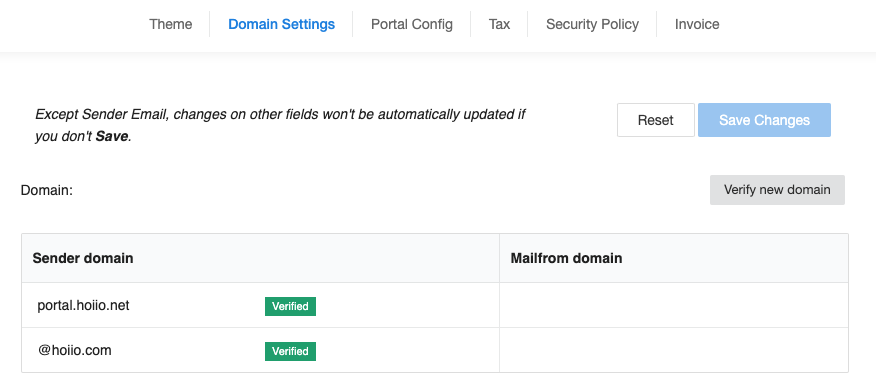 Theme Domain Settings Portal Config Tax Security Policy Invoice
Except Sender Email, changes on other fields won't be automatically updated if
you don't Save.
Reset Save Changes
Domain: Verify new domain
Sender domain Mailfrom domain
portal.hoiio.net Verified
@hoiio.com Verified